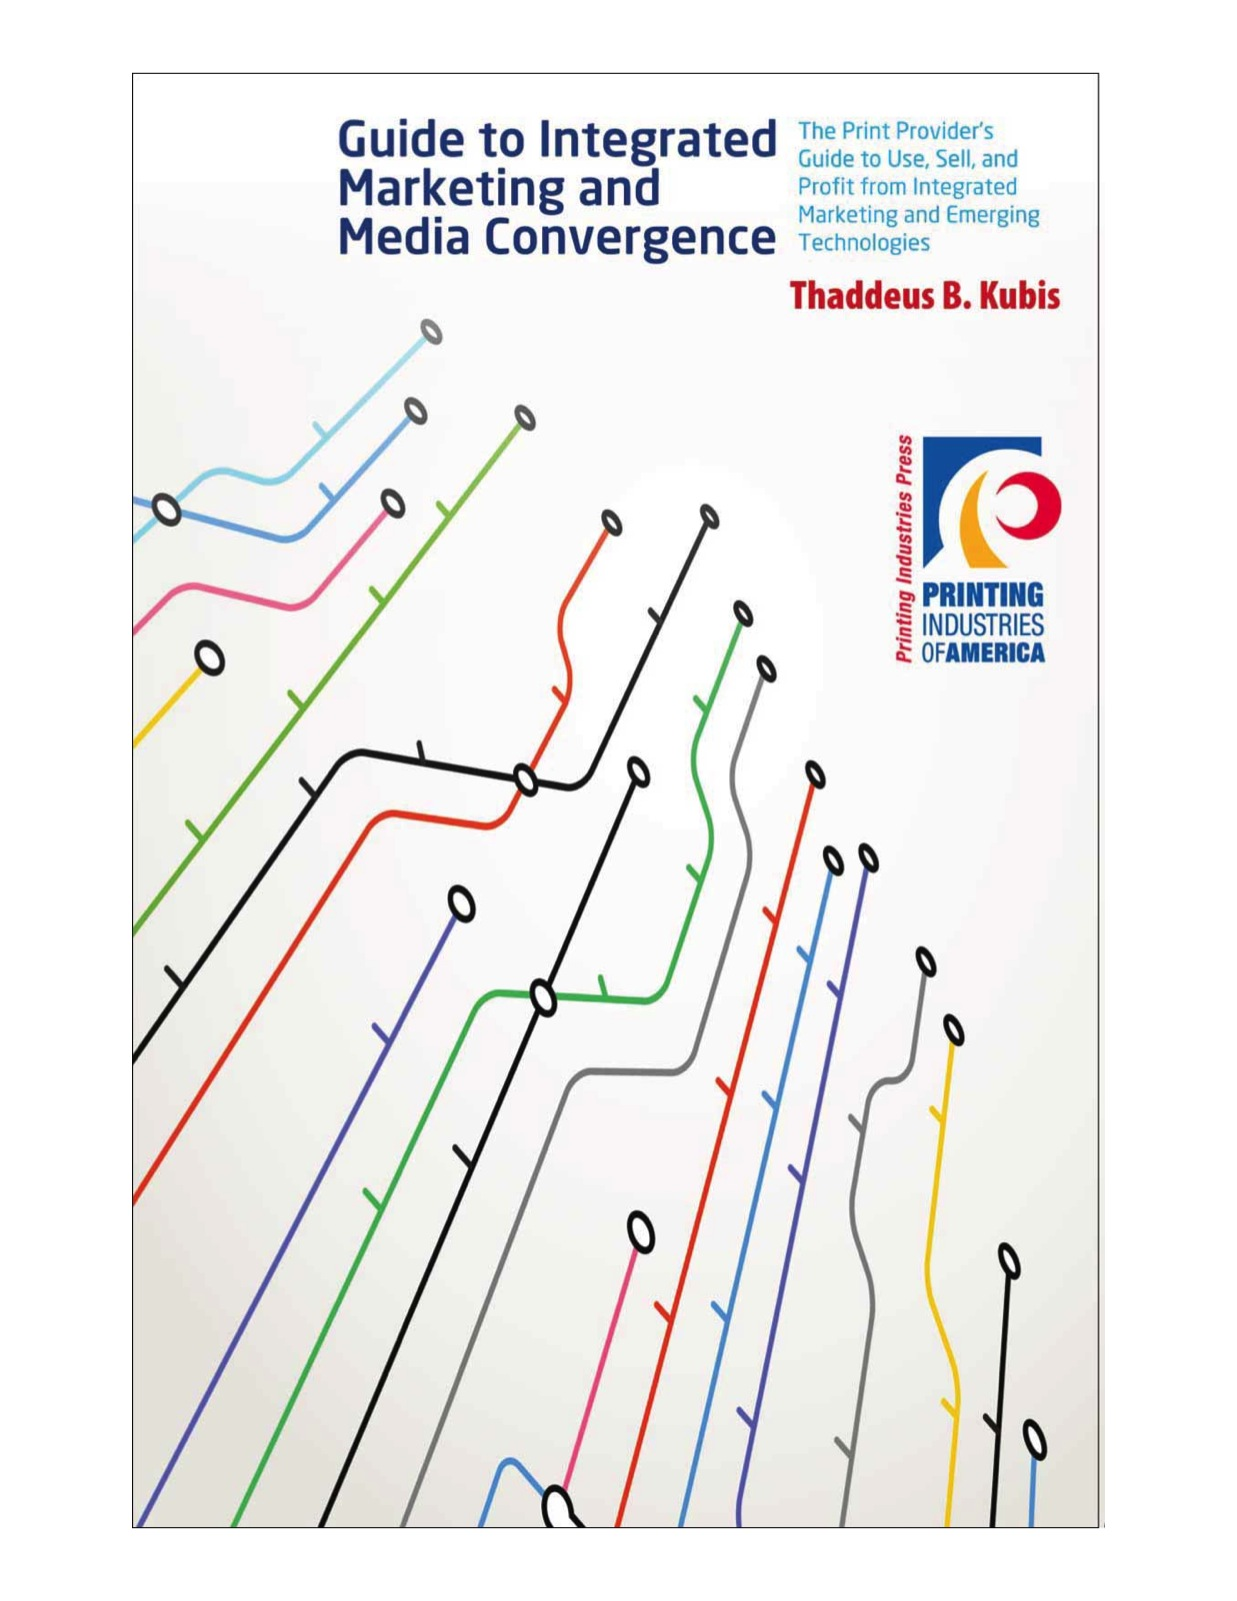 Guide to Integrated
Marketing and
Media Convergence
The Print Provider's
Guide to Use, Sell, and
Profit from Integrated
Marketing and Emerging
Technologies
Thaddeus B. Kubis
Printing Industries Press
PRINTING
INDUSTRIES
OFAMERICA